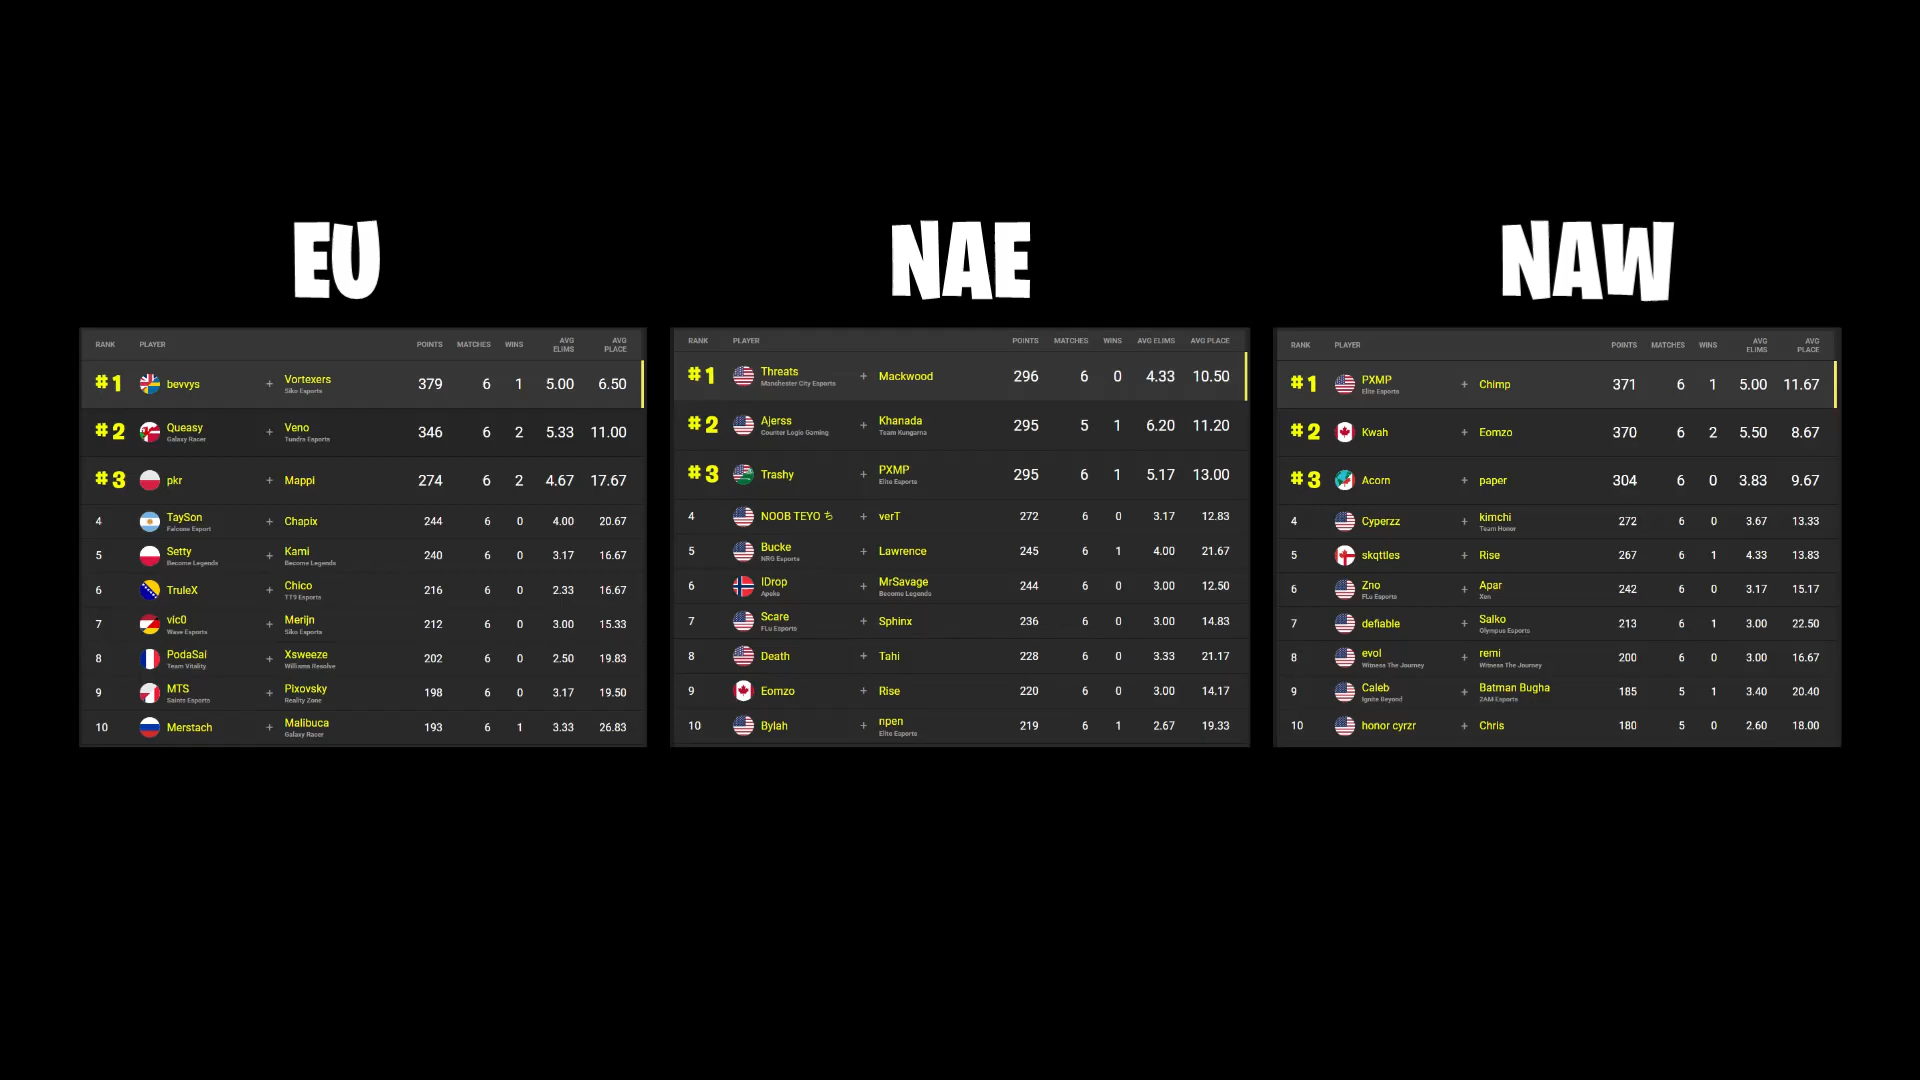 EU
RANK PLAYER POINTS MATCHES WINS AVG ELIMS AVG PLACE
#1 bevvys + Vortexers Siko Esports 379 6 1 5.00 6.50
#2 Queasy Galaxy Racer + Veno Tundra Esports 346 6 2 5.33 11.00
#3 pkr + Mappi 274 6 2 4.67 17.67
4 TaySon Falcons Esport + Chapix 244 6 0 4.00 20.67
5 Setty Become Legends + Kami Become Legends 240 6 0 3.17 16.67
6 TruleX + Chico TT9 Esports 216 6 0 2.33 16.67
7 vic0 Wave Esports + Merijn Siko Esports 212 6 0 3.00 15.33
8 PodaSai Team Vitality + Xsweeze Williams Resolve 202 6 0 2.50 19.83
9 MTS Saints Esports + Pixovsky Reality Zone 198 6 0 3.17 19.50
10 Merstach + Malibuca Galaxy Racer 193 6 1 3.33 26.83
NAE
RANK PLAYER POINTS MATCHES WINS AVG ELIMS AVG PLACE
#1 Threats Manchester City Esports + Mackwood 296 6 0 4.33 10.50
#2 Ajerss Counter Logic Gaming + Khanada Team Kungarna 295 5 1 6.20 11.20
#3 Trashy + PXMP Elite Esports 295 6 1 5.17 13.00
4 NOOB TEYO ち + verT 272 6 0 3.17 12.83
5 Bucke NRG Esports + Lawrence 245 6 1 4.00 21.67
6 IDrop Apeks + MrSavage Become Legends 244 6 0 3.00 12.50
7 Scare FLu Esports + Sphinx 236 6 0 3.00 14.83
8 Death + Tahi 228 6 0 3.33 21.17
9 Eomzo + Rise 220 6 0 3.00 14.17
10 Bylah + npen Elite Esports 219 6 1 2.67 19.33
NAW
RANK PLAYER POINTS MATCHES WINS AVG ELIMS AVG PLACE
#1 PXMP Elite Esports + Chimp 371 6 1 5.00 11.67
#2 Kwah + Eomzo 370 6 2 5.50 8.67
#3 Acorn + paper 304 6 0 3.83 9.67
4 Cyperzz + kimchi Team Honor 272 6 0 3.67 13.33
5 skqttles + Rise 267 6 1 4.33 13.83
6 Zno FLu Esports + Apar Xen 242 6 0 3.17 15.17
7 defiable + Salko Olympus Esports 213 6 1 3.00 22.50
8 evol Witness The Journey + remi Witness The Journey 200 6 0 3.00 16.67
9 Caleb Ignite Beyond + Batman Bugha 2AM Esports 185 5 1 3.40 20.40
10 honor cyrzr + Chris 180 5 0 2.60 18.00